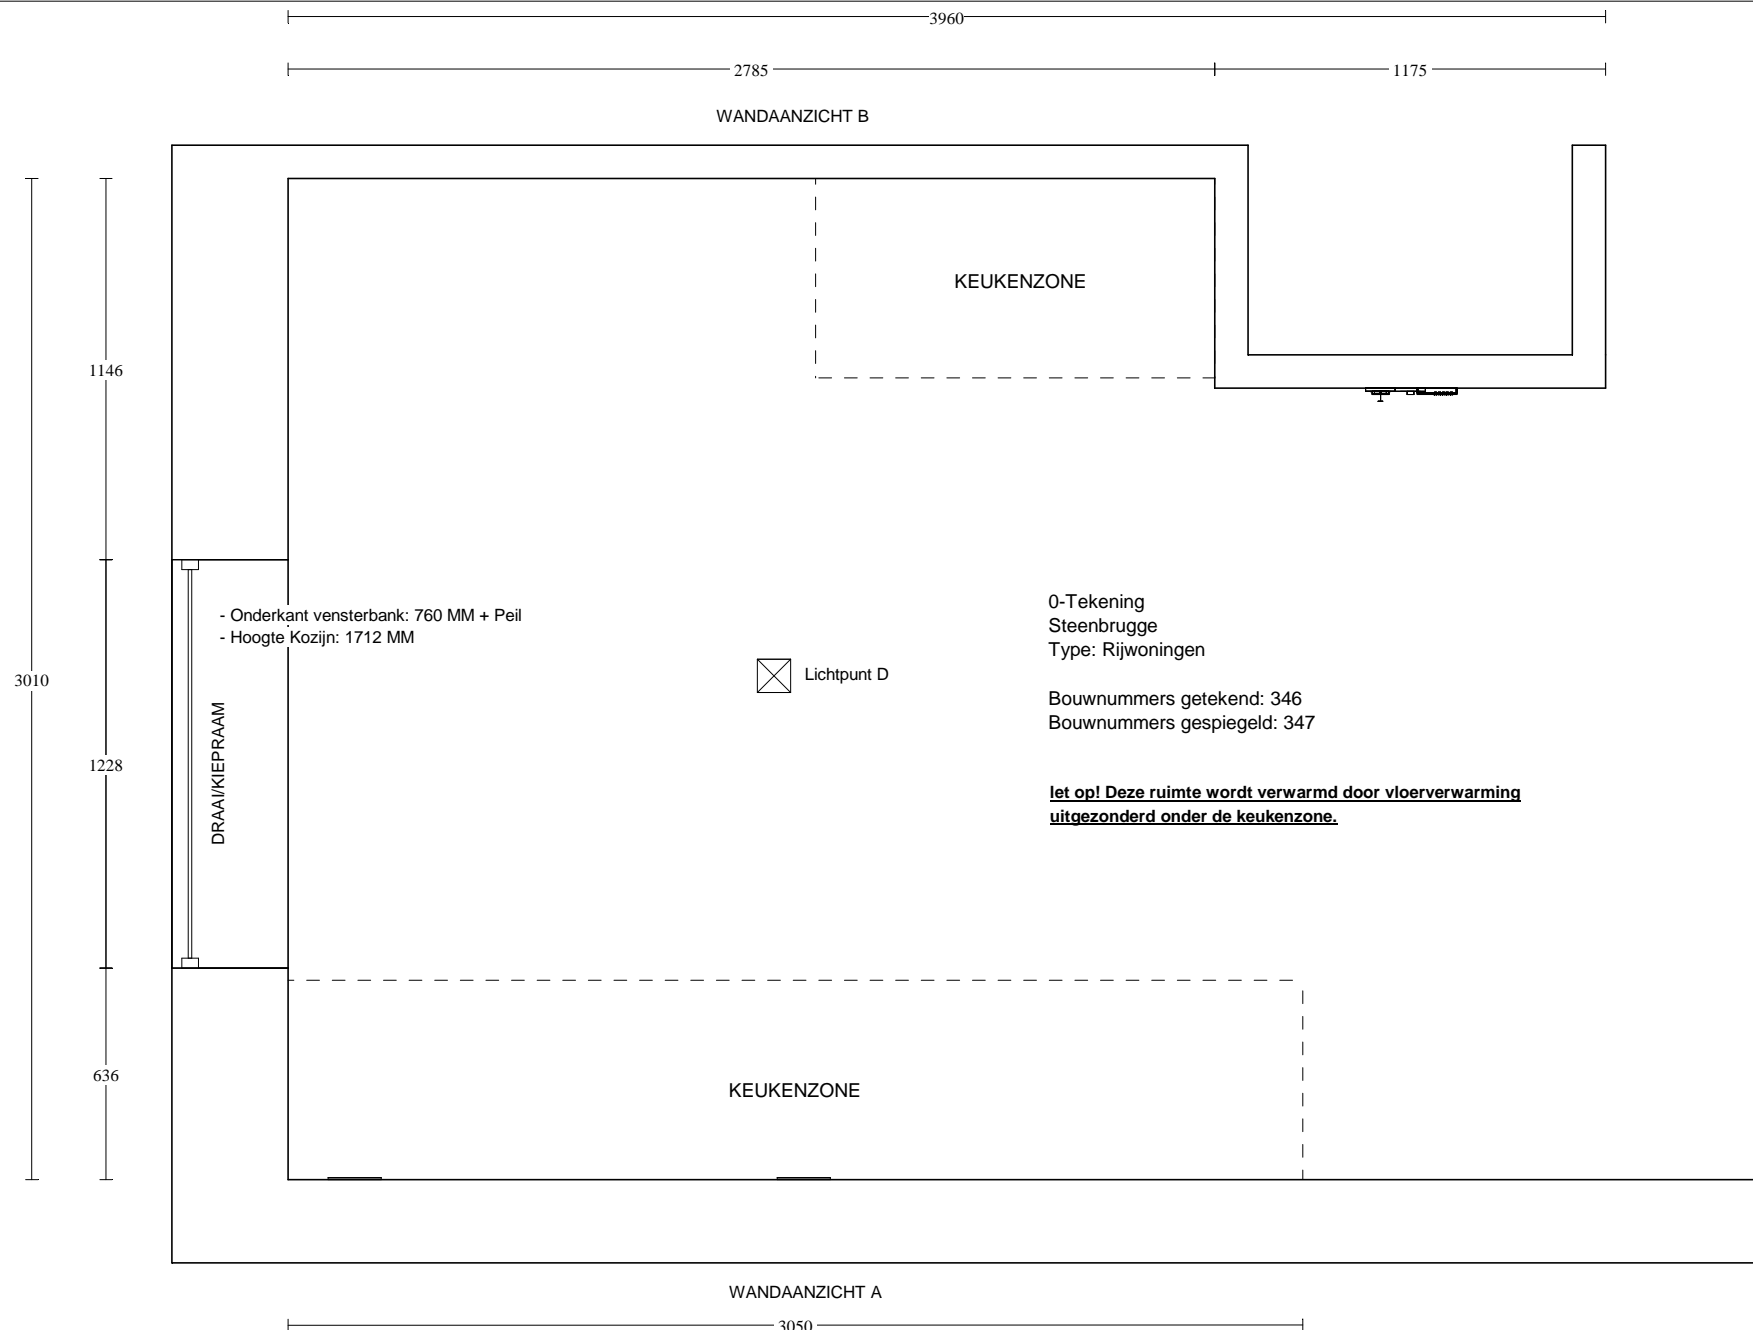 3960
2785
1175
WANDAANZICHT B
KEUKENZONE
1146
- Onderkant vensterbank: 760 MM + Peil
- Hoogte Kozijn: 1712 MM
0-Tekening
Steenbrugge
Type: Rijwoningen
3010
Lichtpunt D
Bouwnummers getekend: 346
Bouwnummers gespiegeld: 347
DRAAI/KIEPRAAM
1228
let op! Deze ruimte wordt verwarmd door vloerverwarming
uitgezonderd onder de keukenzone.
636
KEUKENZONE
WANDAANZICHT A
3050